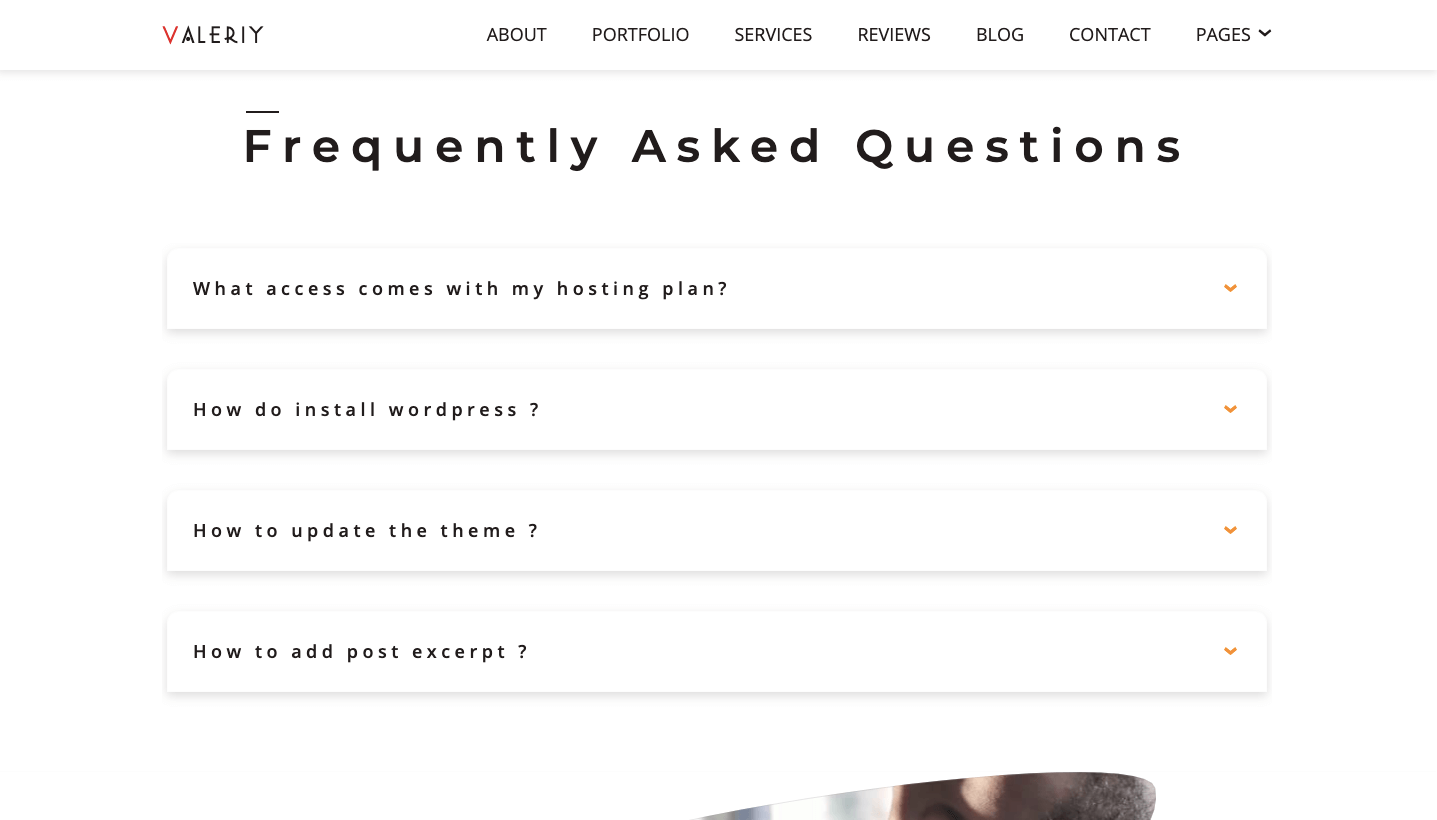 VALERIY
ABOUT PORTFOLIO SERVICES REVIEWS BLOG CONTACT PAGES
Frequently Asked Questions
What access comes with my hosting plan?
How do install wordpress ?
How to update the theme ?
How to add post excerpt ?